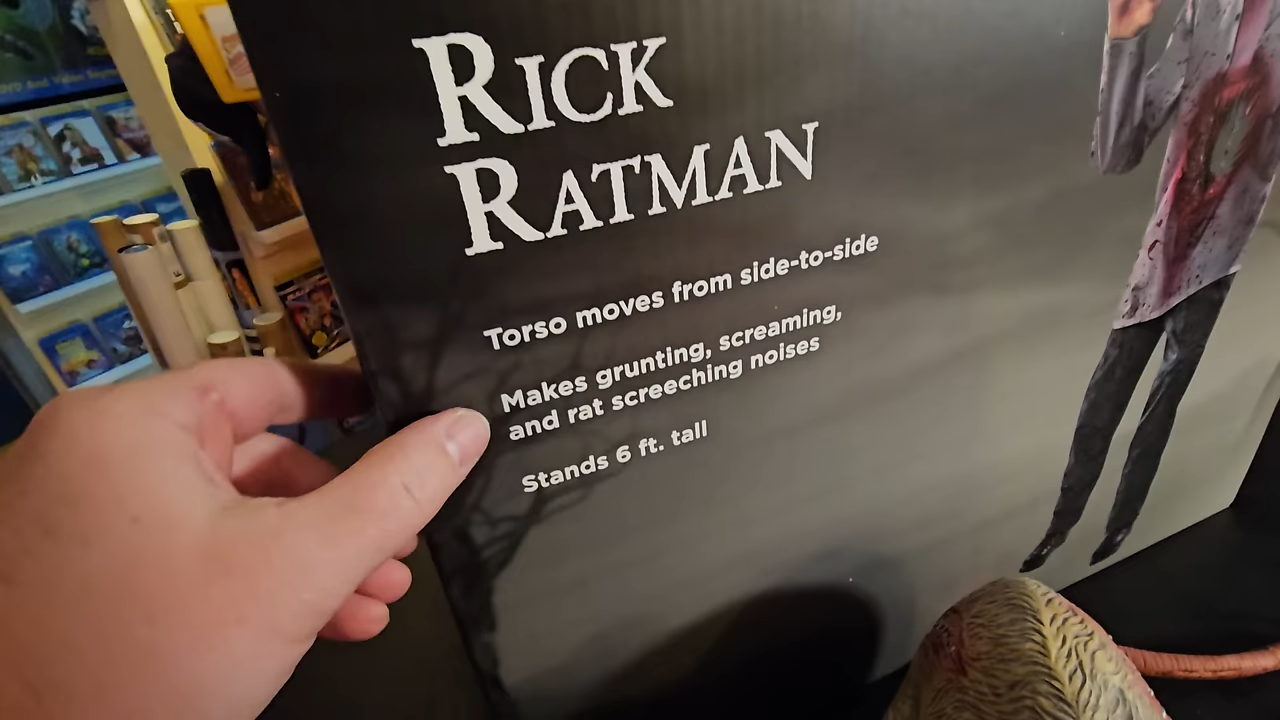 RICK
RATMAN
Torso moves from side-to-side
Makes grunting, screaming,
and rat screeching noises
Stands 6 ft. tall